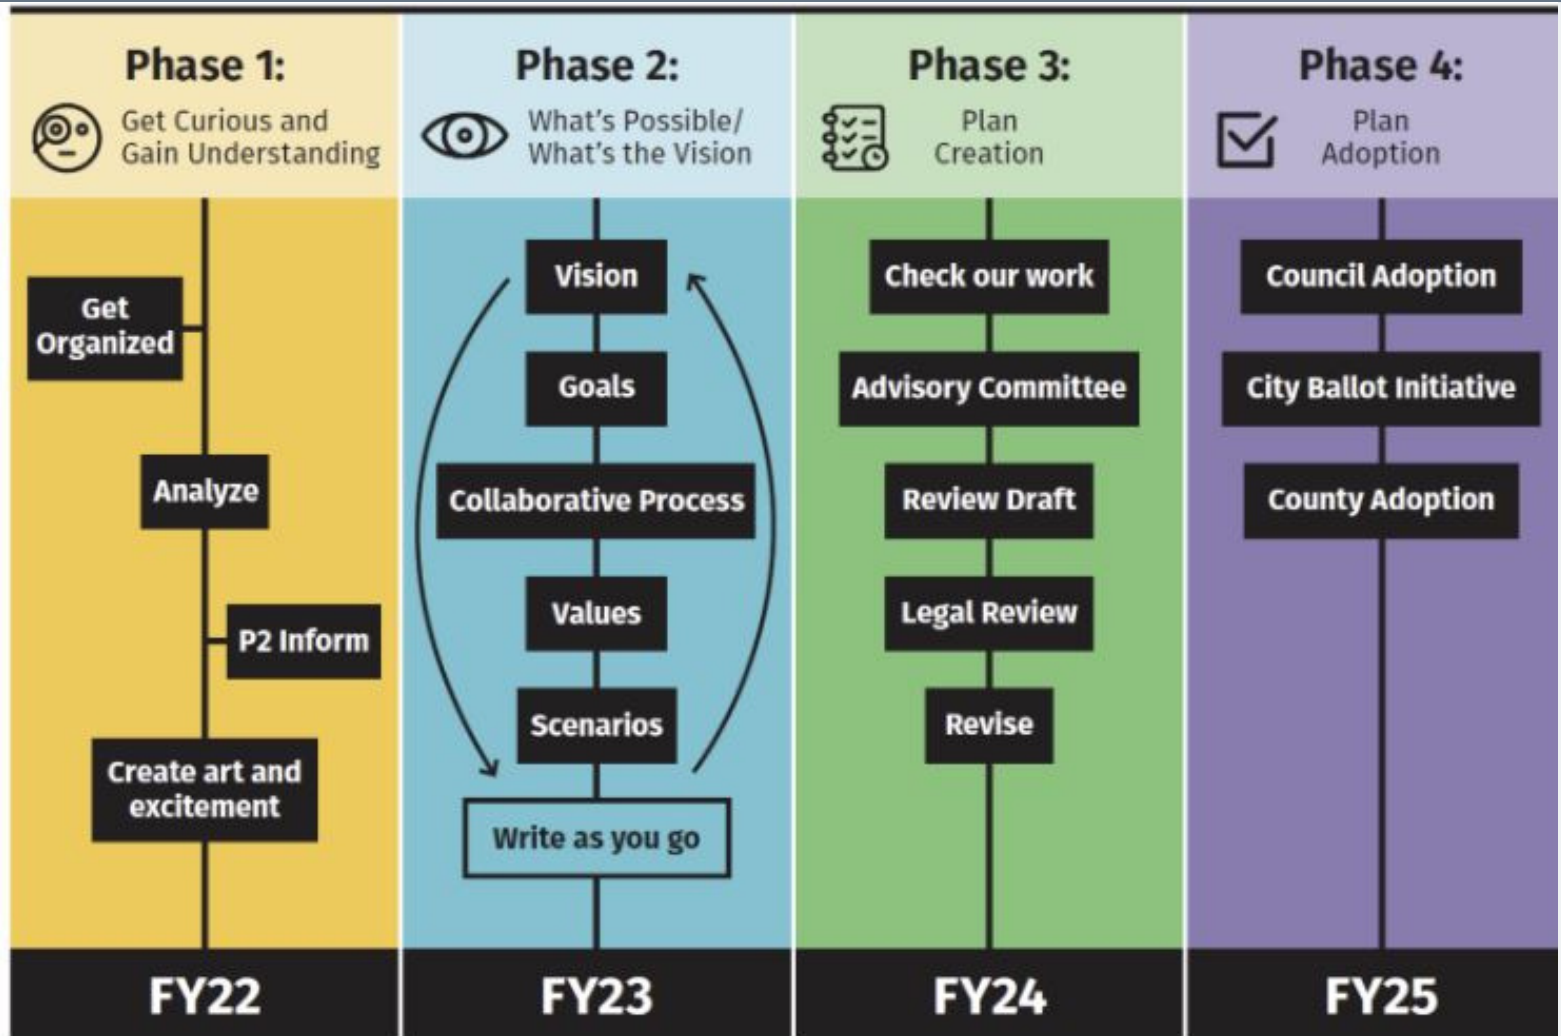 Phase 1:
Get Curious and
Gain Understanding
Get
Organized
Analyze
P2 Inform
Create art and
excitement
FY22
Phase 2:
What's Possible/
What's the Vision
Vision
Goals
Collaborative Process
Values
Scenarios
Write as you go
FY23
Phase 3:
Plan
Creation
Check our work
Advisory Committee
Review Draft
Legal Review
Revise
FY24
Phase 4:
Plan
Adoption
Council Adoption
City Ballot Initiative
County Adoption
FY25